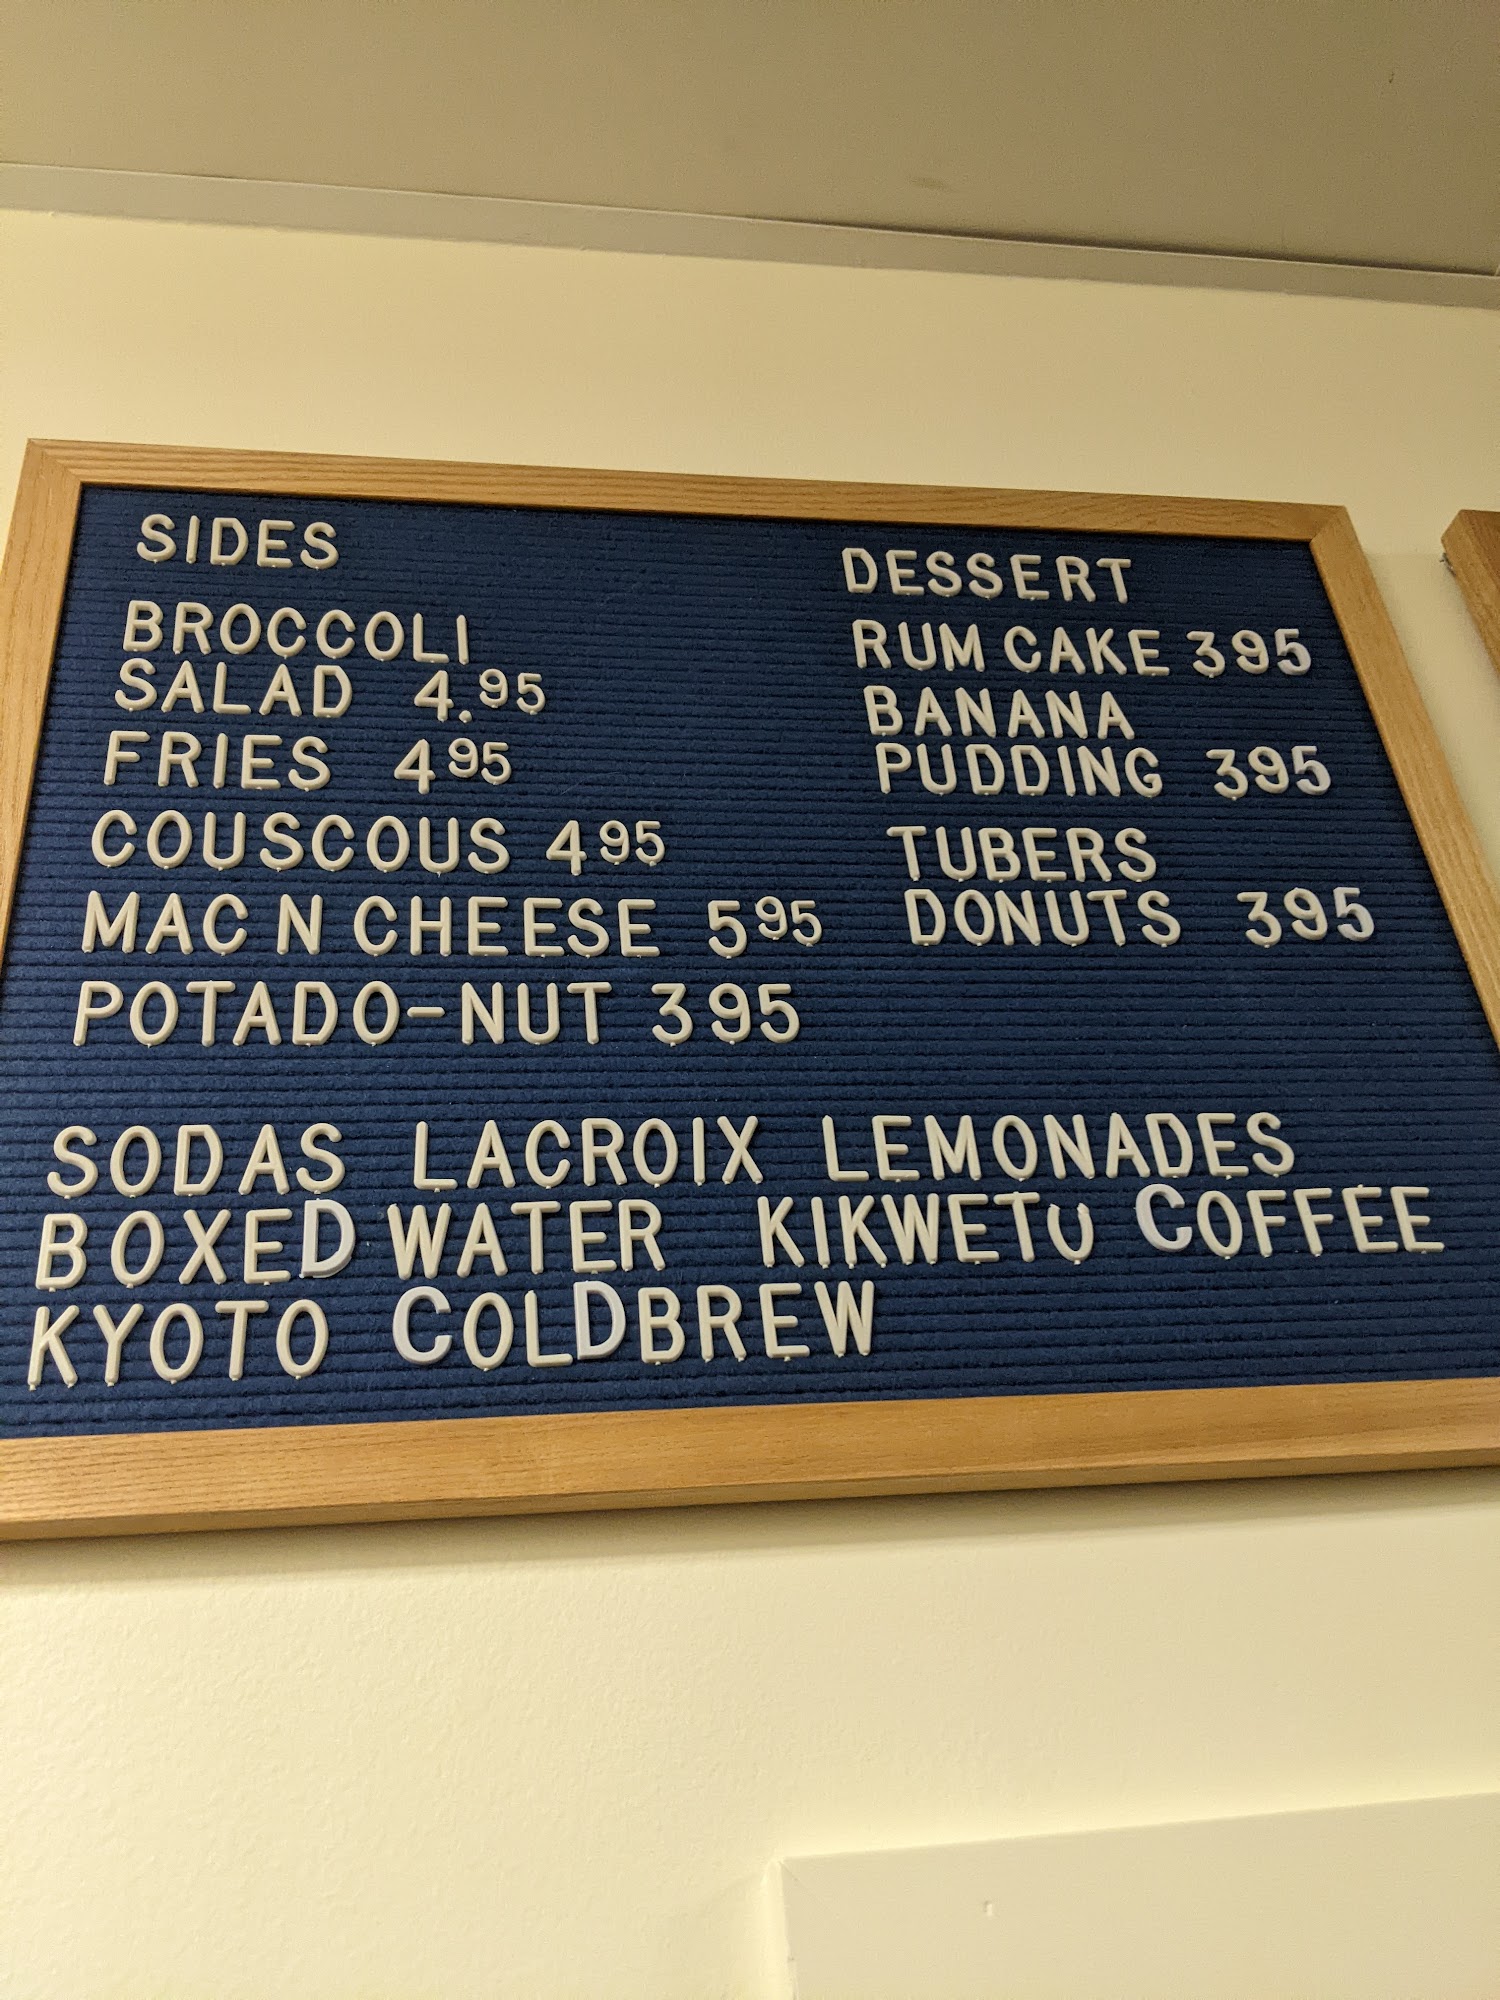 SIDES
BROCCOLI
SALAD 4.95
FRIES 495
COUSCOUS 495
MAC N CHEESE 595
POTADO-NUT 395
DESSERT
RUM CAKE 395
BANANA
PUDDING 395
TUBERS
DONUTS 395
SODAS LACROIX LEMONADES
BOXED WATER KIKWETU COFFEE
KYOTO COLDBREW